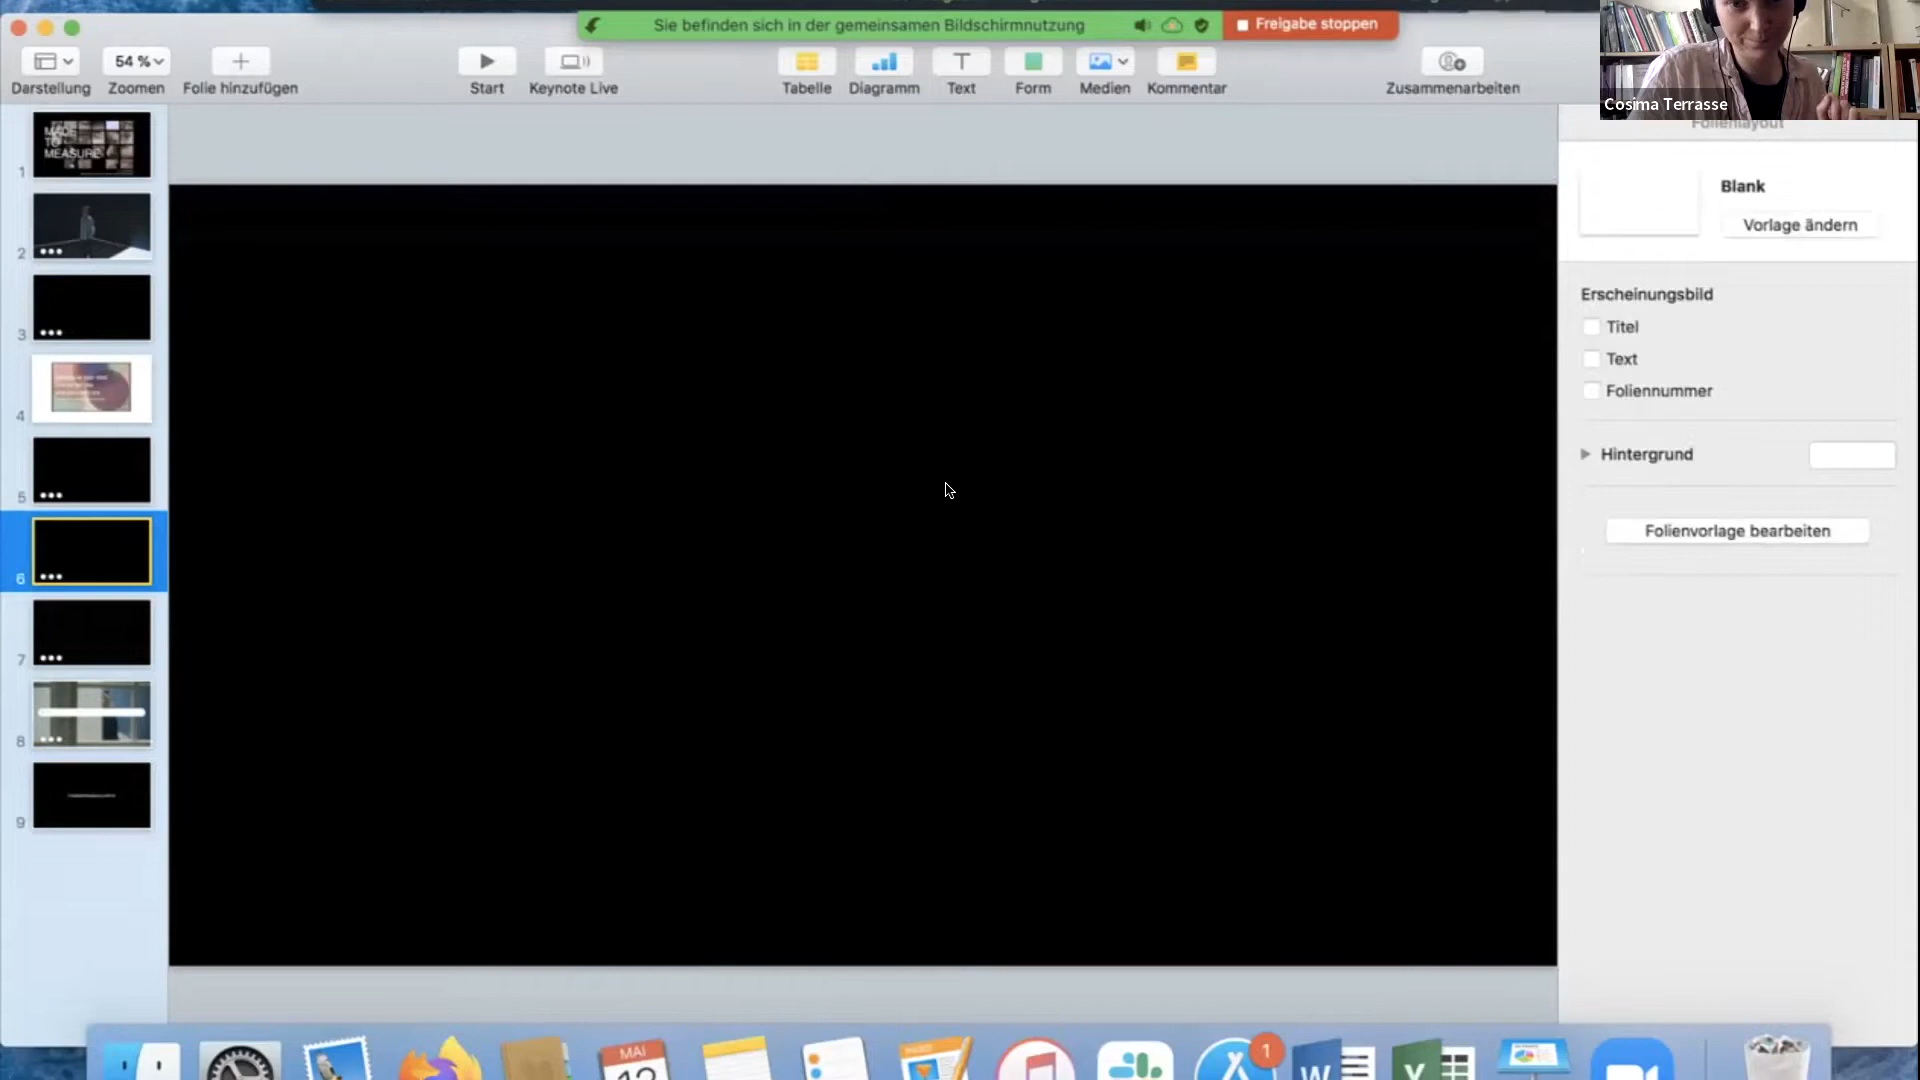 Sie befinden sich in der gemeinsamen Bildschirmnutzung
Freigabe stoppen
54 %
Darstellung
Zoomen
Folie hinzufügen
Start
Keynote Live
Tabelle
Diagramm
Text
Form
Medien
Kommentar
Zusammenarbeiten
Cosima Terrasse
Folienlayout
MADE
TO
MEASURE
1
2
3
4
5
6
7
8
9
Blank
Vorlage ändern
Erscheinungsbild
Titel
Text
Foliennummer
Hintergrund
Folienvorlage bearbeiten
MAI
1
W